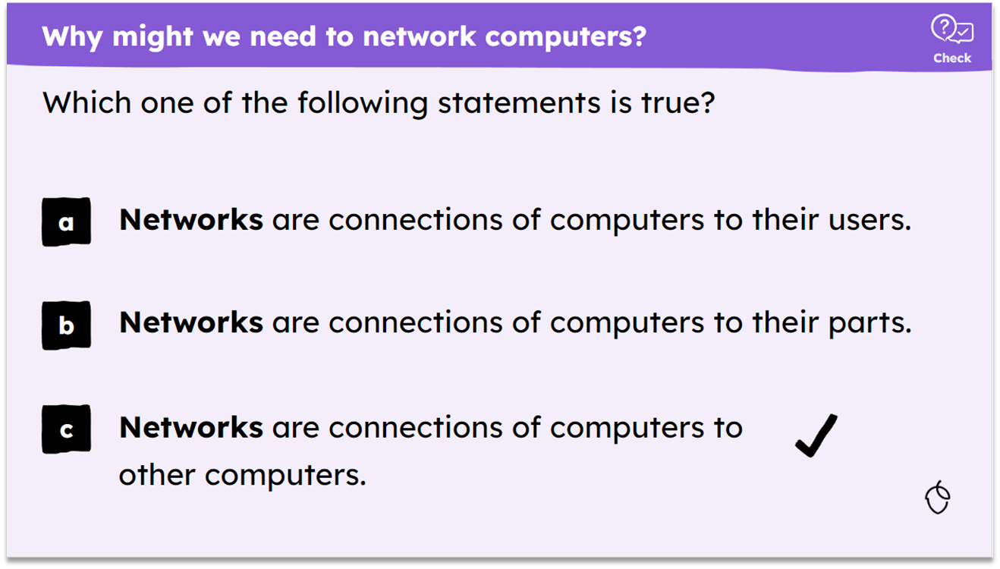 Why might we need to network computers?
?
Check
Which one of the following statements is true?
a Networks are connections of computers to their users.
b Networks are connections of computers to their parts.
c Networks are connections of computers to
other computers.